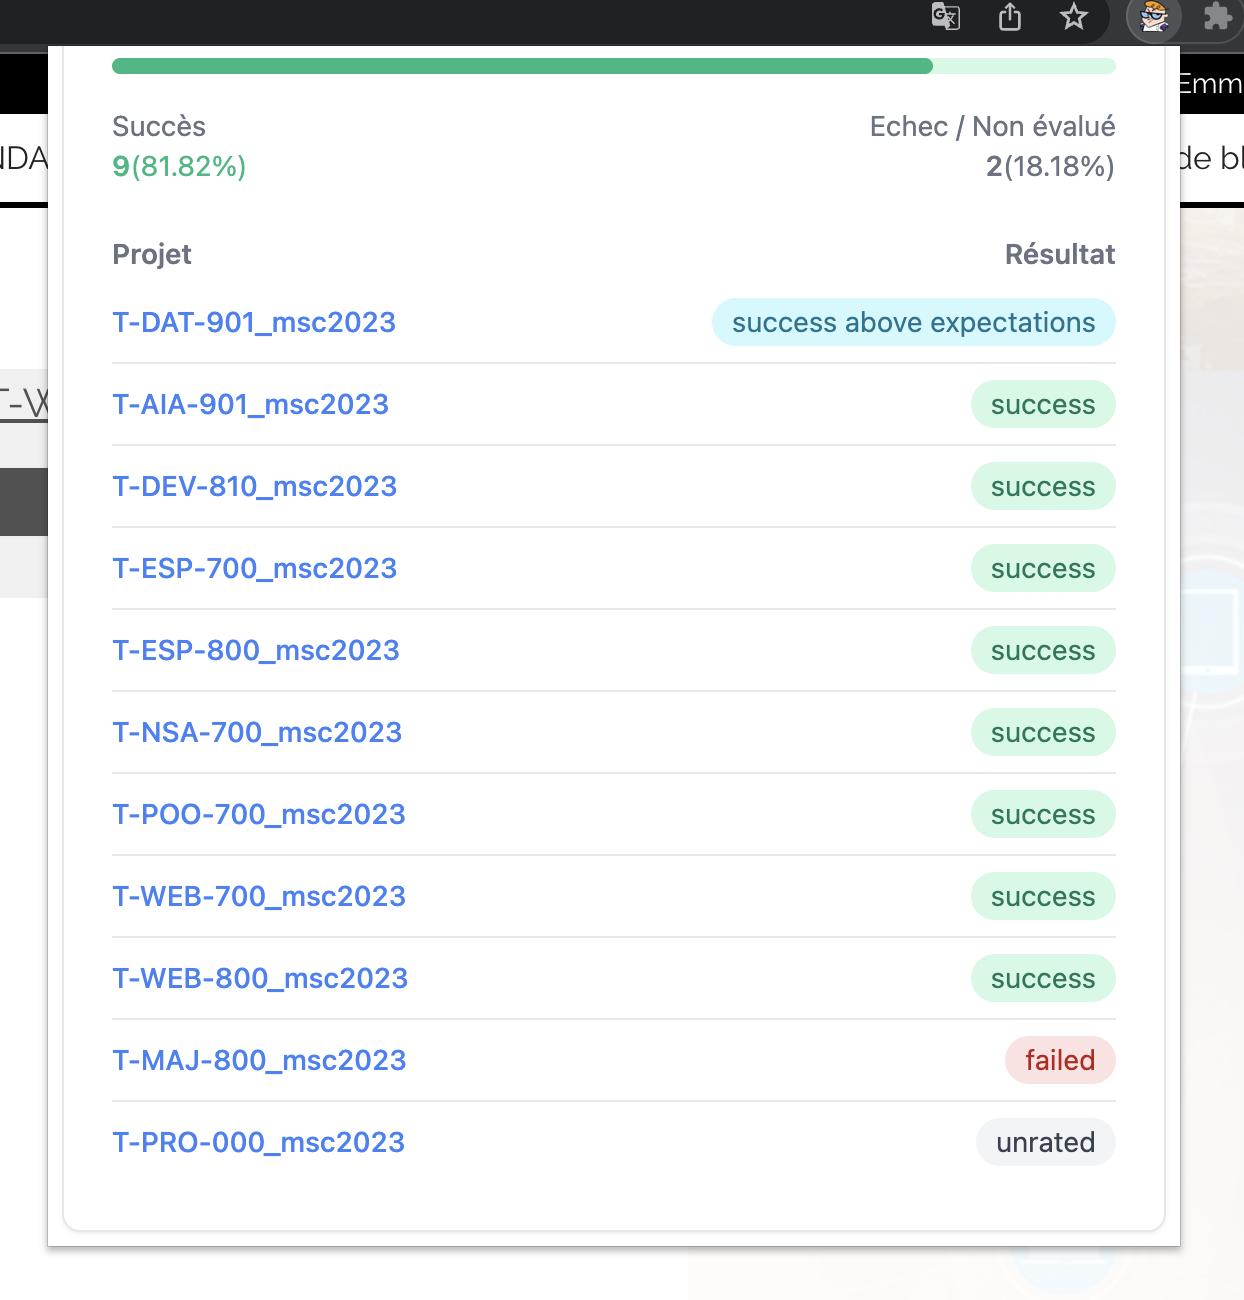 Emm
NDA
de bl
T-W
Succès
Echec / Non évalué
9(81.82%)
2(18.18%)
Projet
Résultat
T-DAT-901_msc2023
success above expectations
T-AIA-901_msc2023
success
T-DEV-810_msc2023
success
T-ESP-700_msc2023
success
T-ESP-800_msc2023
success
T-NSA-700_msc2023
success
T-POO-700_msc2023
success
T-WEB-700_msc2023
success
T-WEB-800_msc2023
success
T-MAJ-800_msc2023
failed
T-PRO-000_msc2023
unrated